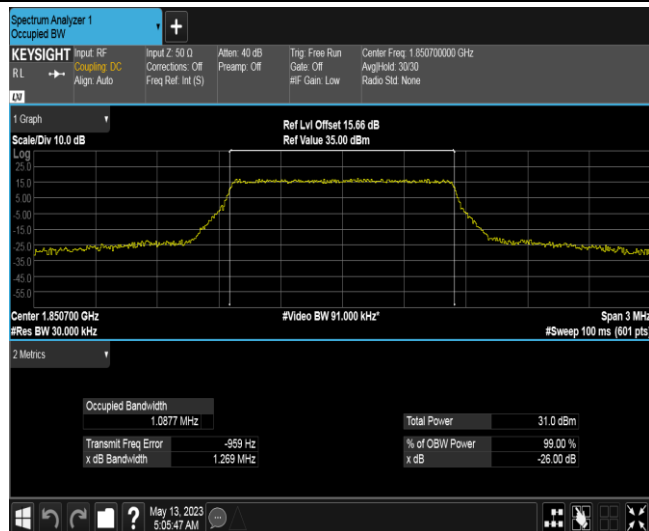 Spectrum Analyzer 1
Occupied BW
+
KEYSIGHT
RL
Input: RF
Coupling: DC
Align: Auto
Input Z: 50 Ω
Corrections: Off
Freq Ref: Int (S)
Atten: 40 dB
Preamp: Off
Trig: Free Run
Gate: Off
#IF Gain: Low
Center Freq: 1.850700000 GHz
Avg|Hold: 30/30
Radio Std: None
1 Graph
Scale/Div 10.0 dB
Ref Lvl Offset 15.66 dB
Ref Value 35.00 dBm
Log
25.0
15.0
5.00
-5.00
-15.0
-25.0
-35.0
-45.0
-55.0
Center 1.850700 GHz
#Res BW 30.000 kHz
#Video BW 91.000 kHz*
Span 3 MHz
#Sweep 100 ms (601 pts)
2 Metrics
Occupied Bandwidth
1.0877 MHz
Transmit Freq Error -959 Hz
x dB Bandwidth 1.269 MHz
Total Power 31.0 dBm
% of OBW Power 99.00 %
x dB -26.00 dB
?
May 13, 2023
5:05:47 AM